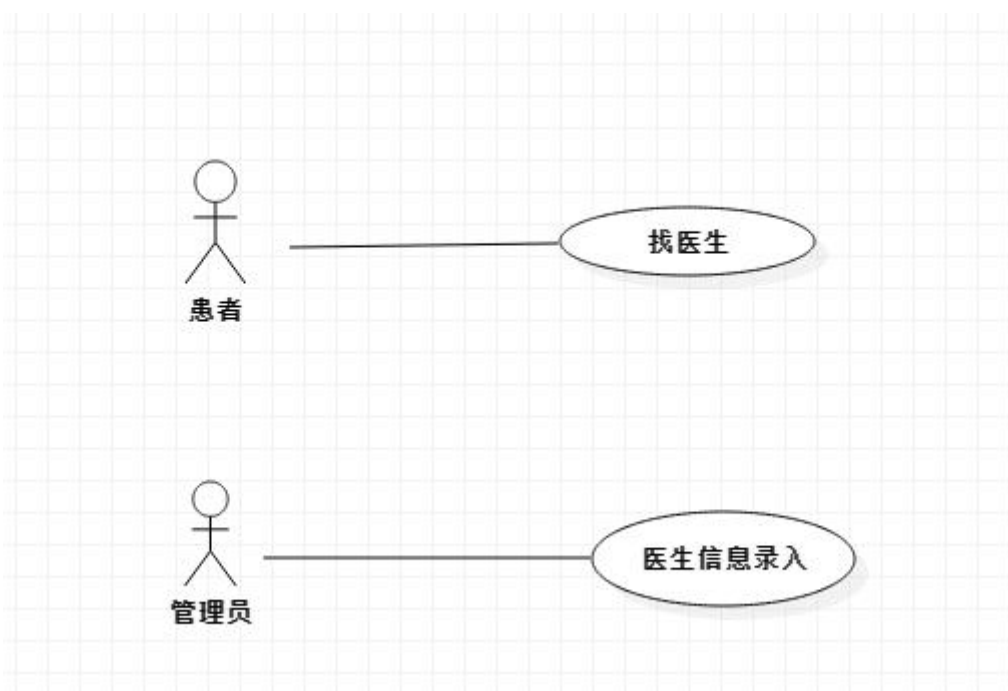 找医生
患者
医生信息录入
管理员